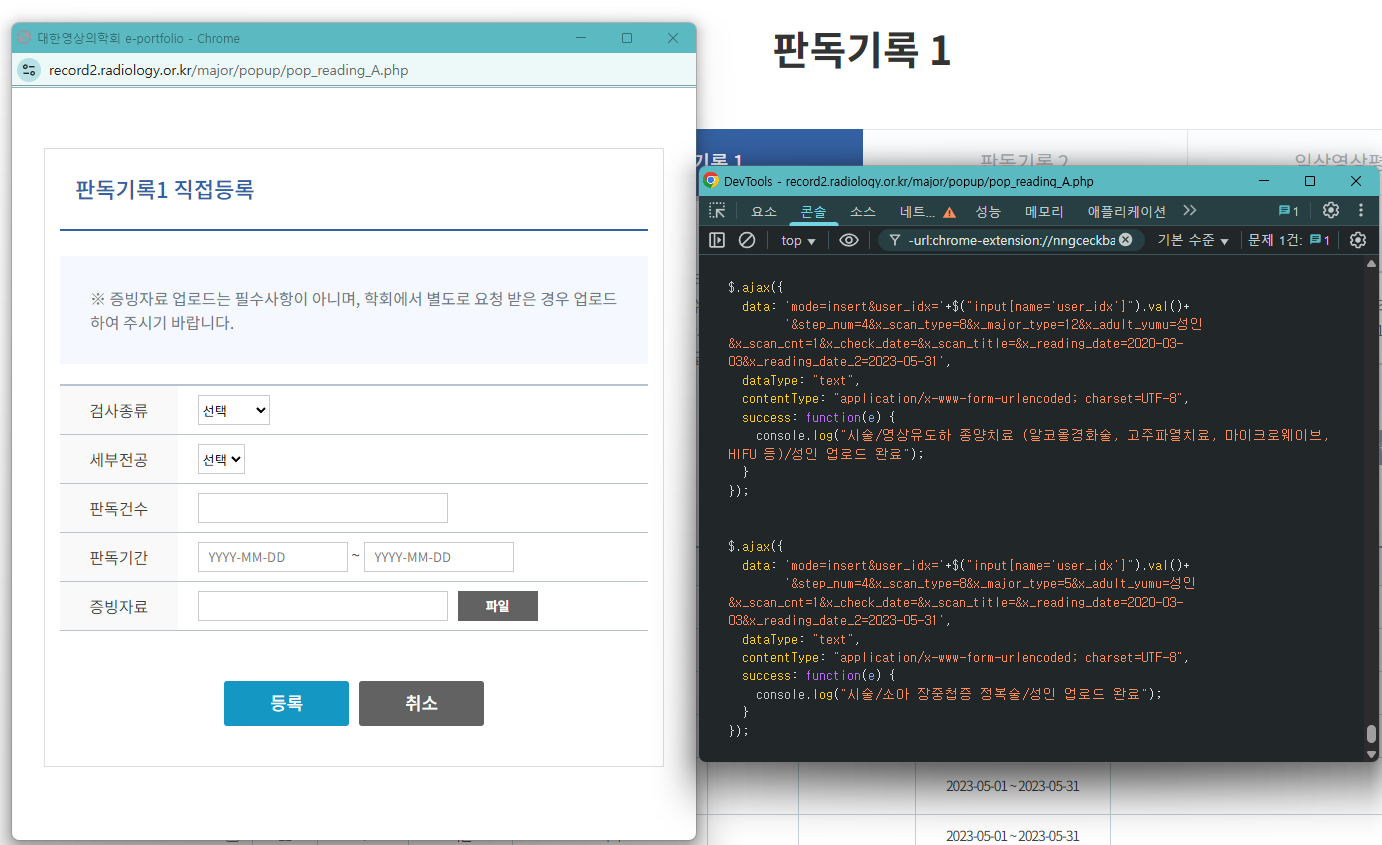 대한영상의학회 e-portfolio - Chrome
record2.radiology.or.kr/major/popup/pop_reading_A.php
판독기록1 직접등록
※ 증빙자료 업로드는 필수사항이 아니며, 학회에서 별도로 요청 받은 경우 업로드
하여 주시기 바랍니다.
검사종류 선택
세부전공 선택
판독건수
판독기간 YYYY-MM-DD ~ YYYY-MM-DD
증빙자료 파일
등록 취소
판독기록 1
기록 1 판독기록 2 임상영상평
DevTools - record2.radiology.or.kr/major/popup/pop_reading_A.php
요소 콘솔 소스 네트... 성능 메모리 애플리케이션 1
top -url:chrome-extension://nngceckba 기본 수준 문제 1건: 1
$.ajax({
data: 'mode=insert&user_idx='+$("input[name='user_idx']").val()+
'&step_num=4&x_scan_type=8&x_major_type=12&x_adult_yumu=성인
&x_scan_cnt=1&x_check_date=&x_scan_title=&x_reading_date=2020-03-
03&x_reading_date_2=2023-05-31',
dataType: "text",
contentType: "application/x-www-form-urlencoded; charset=UTF-8",
success: function(e) {
console.log("시술/영상유도하 종양치료 (알코올경화술, 고주파열치료, 마이크로웨이브,
HIFU 등)/성인 업로드 완료");
}
});
$.ajax({
data: 'mode=insert&user_idx='+$("input[name='user_idx']").val()+
'&step_num=4&x_scan_type=8&x_major_type=5&x_adult_yumu=성인
&x_scan_cnt=1&x_check_date=&x_scan_title=&x_reading_date=2020-03-
03&x_reading_date_2=2023-05-31',
dataType: "text",
contentType: "application/x-www-form-urlencoded; charset=UTF-8",
success: function(e) {
console.log("시술/소아 장중첩증 정복술/성인 업로드 완료");
}
});
2023-05-01 ~ 2023-05-31
2023-05-01 ~ 2023-05-31